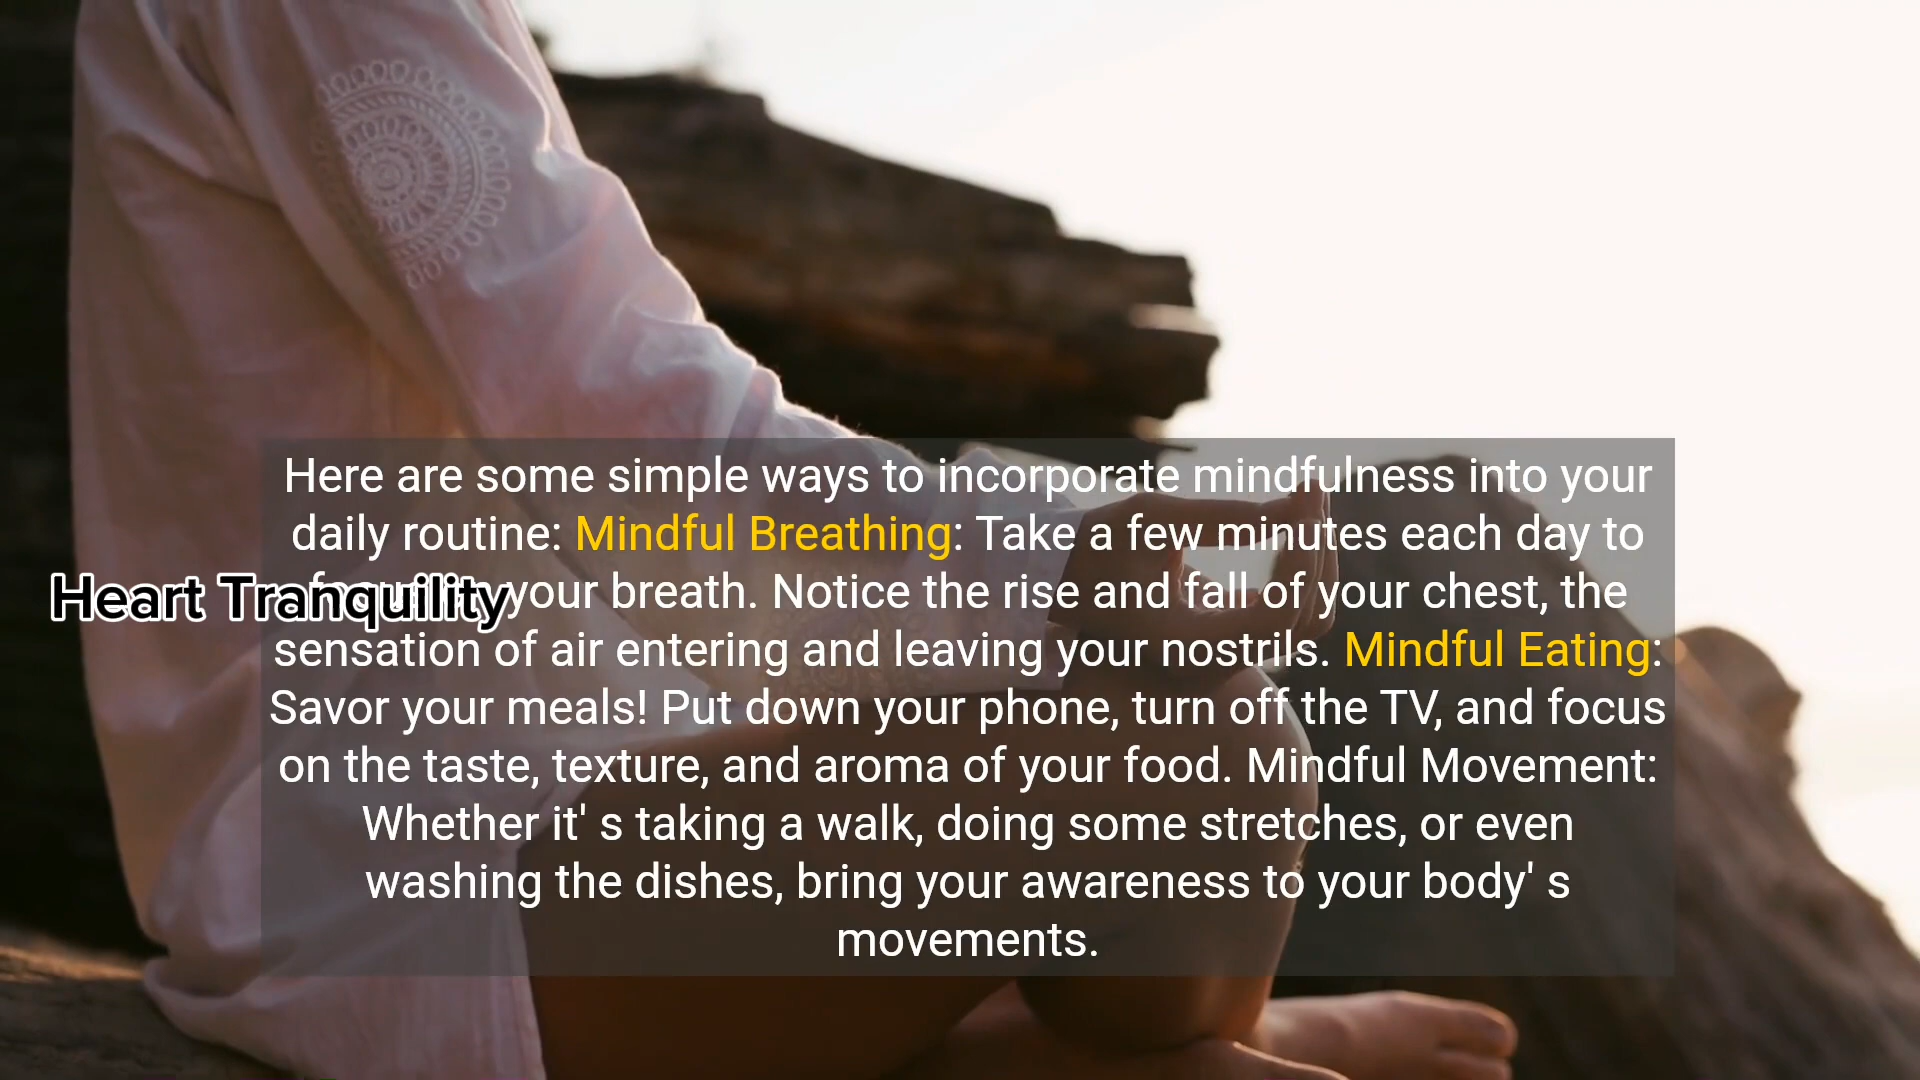 Here are some simple ways to incorporate mindfulness into your
daily routine: Mindful Breathing: Take a few minutes each day to
your breath. Notice the rise and fall of your chest, the
Heart Tranquility
sensation of air entering and leaving your nostrils. Mindful Eating:
Savor your meals! Put down your phone, turn off the TV, and focus
on the taste, texture, and aroma of your food. Mindful Movement:
Whether it' s taking a walk, doing some stretches, or even
washing the dishes, bring your awareness to your body' s
movements.